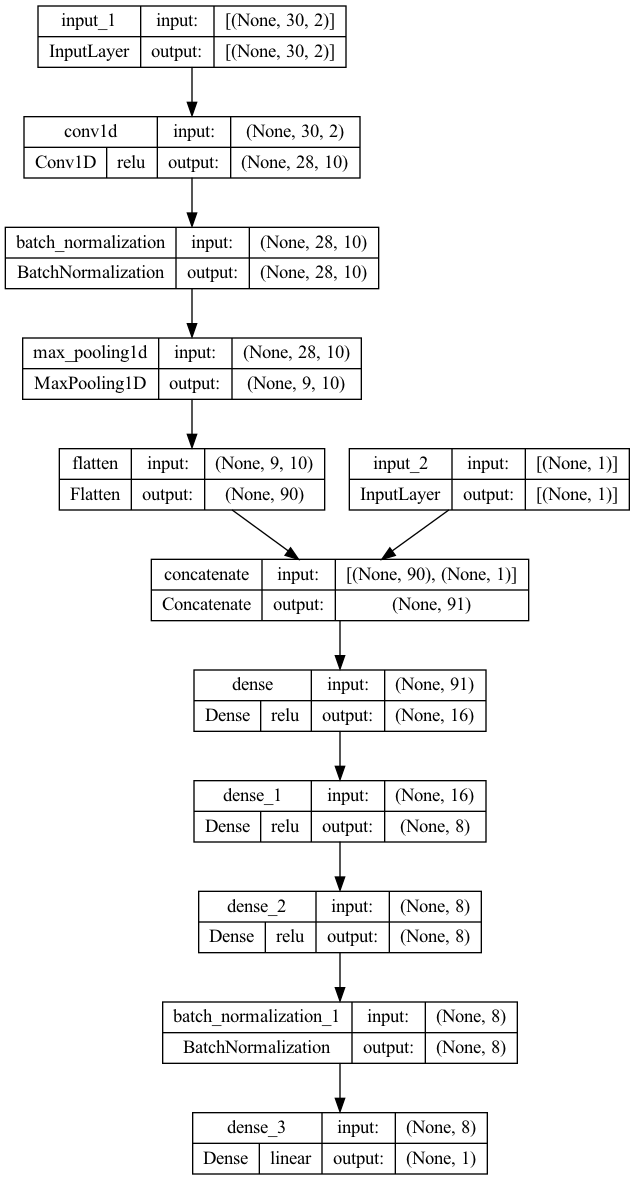 input_1 input: [(None, 30, 2)]
InputLayer output: [(None, 30, 2)]
conv1d input: (None, 30, 2)
Conv1D relu output: (None, 28, 10)
batch_normalization input: (None, 28, 10)
BatchNormalization output: (None, 28, 10)
max_pooling1d input: (None, 28, 10)
MaxPooling1D output: (None, 9, 10)
flatten input: (None, 9, 10)
Flatten output: (None, 90)
input_2 input: [(None, 1)]
InputLayer output: [(None, 1)]
concatenate input: [(None, 90), (None, 1)]
Concatenate output: (None, 91)
dense input: (None, 91)
Dense relu output: (None, 16)
dense_1 input: (None, 16)
Dense relu output: (None, 8)
dense_2 input: (None, 8)
Dense relu output: (None, 8)
batch_normalization_1 input: (None, 8)
BatchNormalization output: (None, 8)
dense_3 input: (None, 8)
Dense linear output: (None, 1)